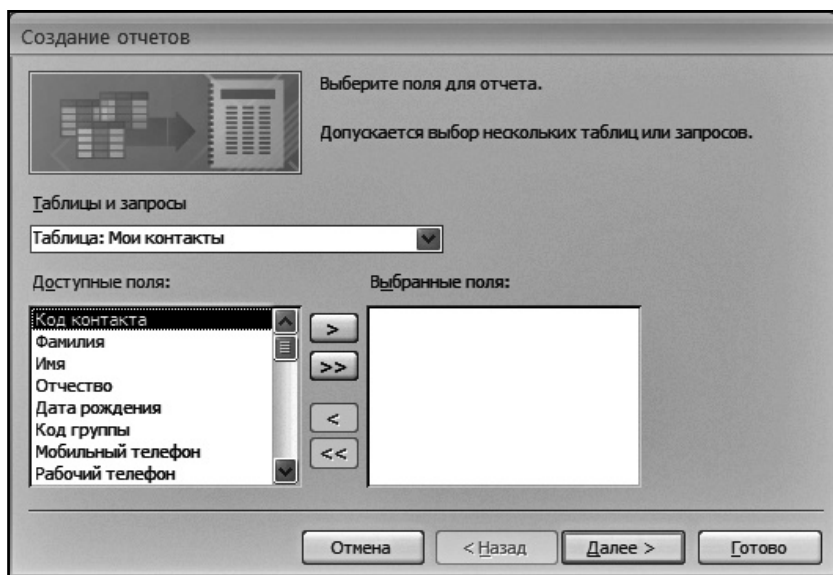 Создание отчетов
Выберите поля для отчета.
Допускается выбор нескольких таблиц или запросов.
Таблицы и запросы
Таблица: Мои контакты
Доступные поля:
Выбранные поля:
Код контакта
Фамилия
Имя
Отчество
Дата рождения
Код группы
Мобильный телефон
Рабочий телефон
>
>>
<
<<
Отмена
< Назад
Далее >
Готово